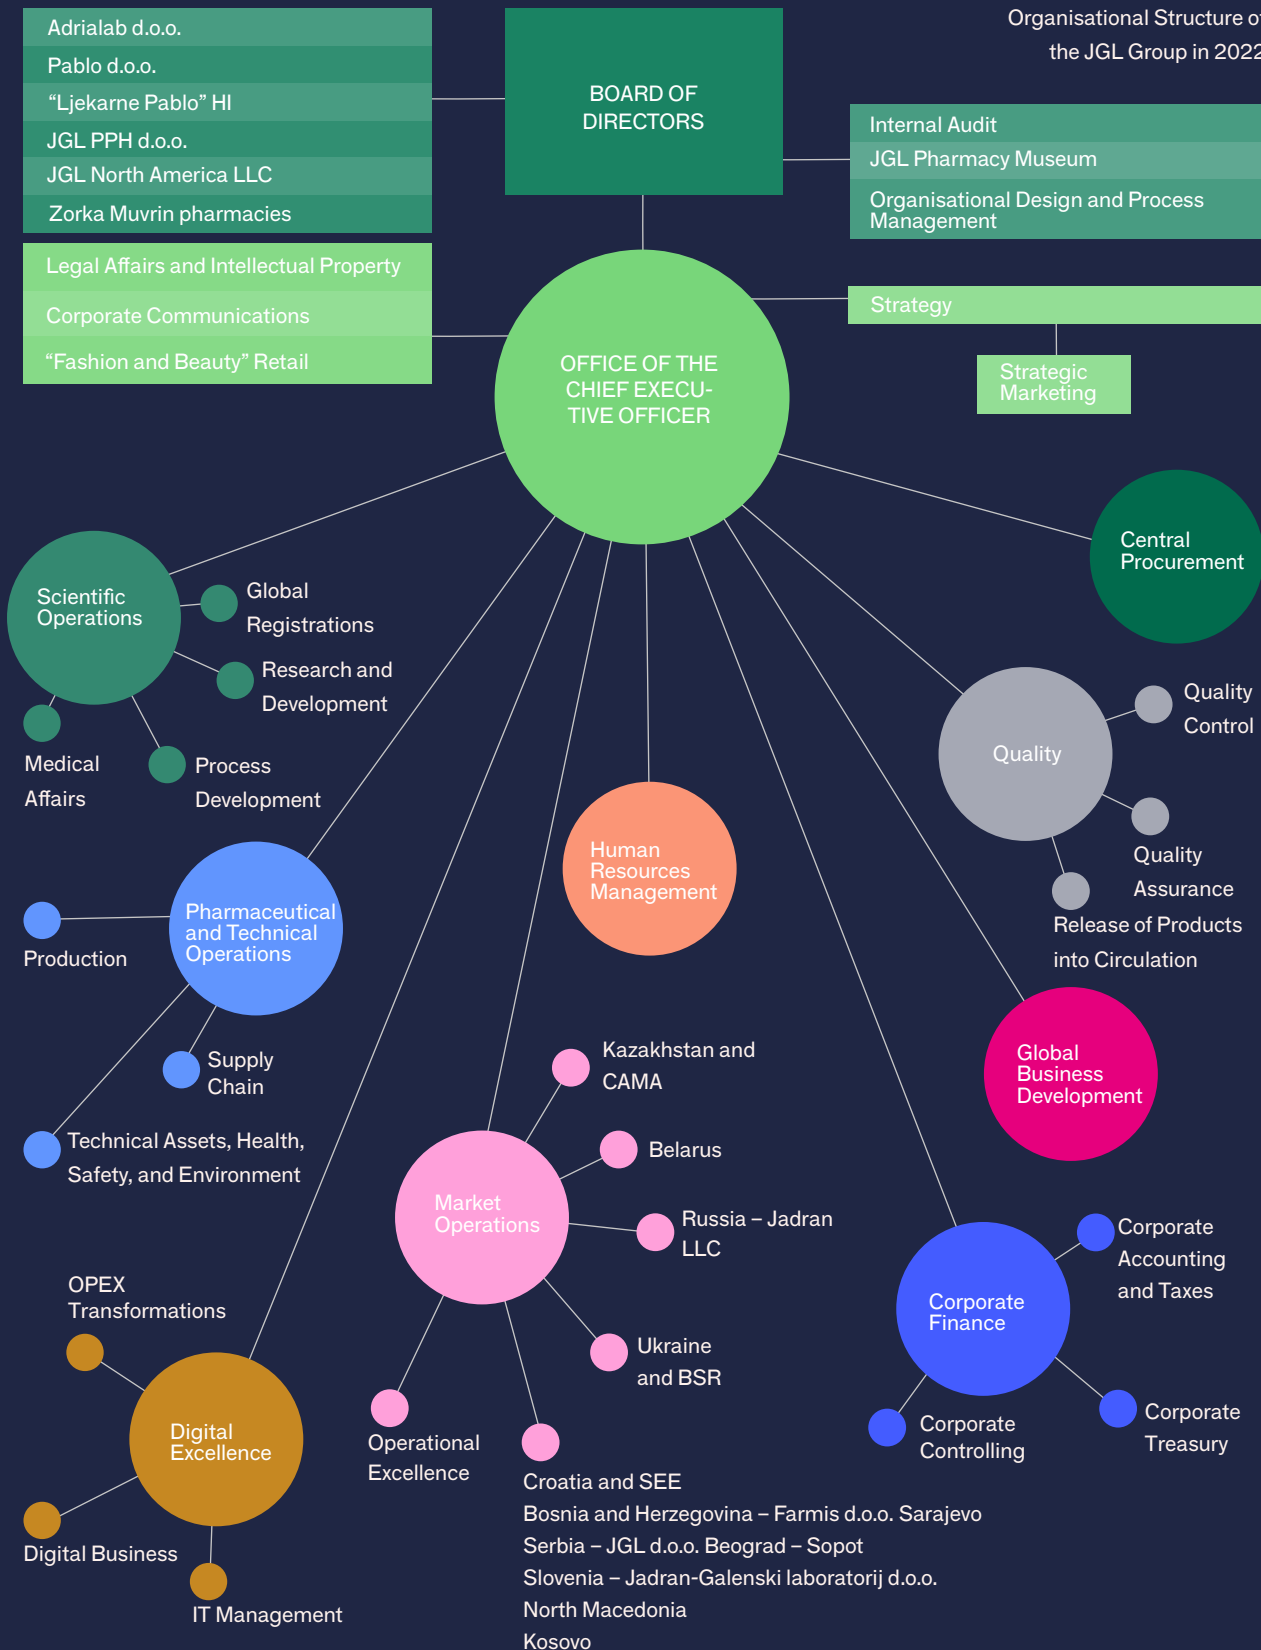 Organisational Structure of
the JGL Group in 2022
Adrialab d.o.o.
Pablo d.o.o.
“Ljekarne Pablo” HI
JGL PPH d.o.o.
JGL North America LLC
Zorka Muvrin pharmacies
BOARD OF
DIRECTORS
Internal Audit
JGL Pharmacy Museum
Organisational Design and Process
Management
Legal Affairs and Intellectual Property
Corporate Communications
“Fashion and Beauty” Retail
OFFICE OF THE
CHIEF EXECU-
TIVE OFFICER
Strategy
Strategic
Marketing
Central
Procurement
Scientific
Operations
Global
Registrations
Research and
Development
Medical
Affairs
Process
Development
Quality
Quality
Control
Quality
Assurance
Release of Products
into Circulation
Human
Resources
Management
Pharmaceutical
and Technical
Operations
Production
Supply
Chain
Technical Assets, Health,
Safety, and Environment
Global
Business
Development
Market
Operations
Kazakhstan and
CAMA
Belarus
Russia – Jadran
LLC
Ukraine
and BSR
Operational
Excellence
Croatia and SEE
Bosnia and Herzegovina – Farmis d.o.o. Sarajevo
Serbia – JGL d.o.o. Beograd – Sopot
Slovenia – Jadran-Galenski laboratorij d.o.o.
North Macedonia
Kosovo
Corporate
Finance
Corporate
Accounting
and Taxes
Corporate
Controlling
Corporate
Treasury
OPEX
Transformations
Digital
Excellence
Digital Business
IT Management